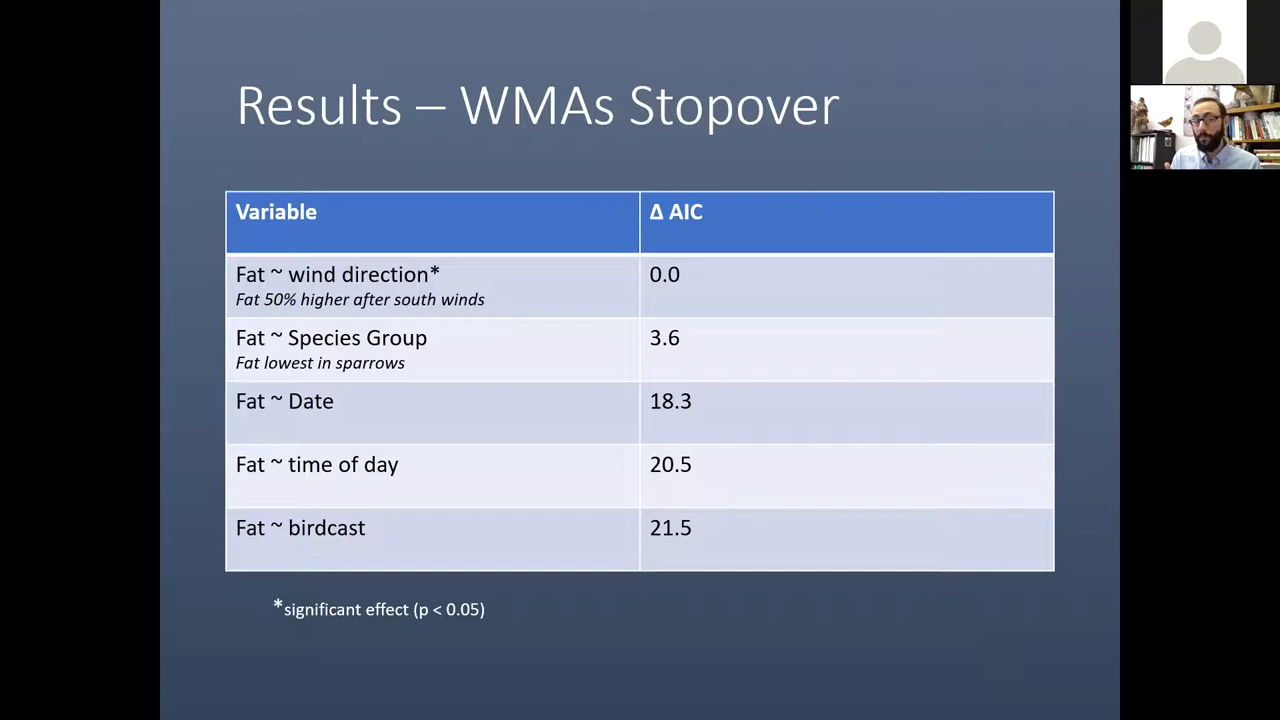 Results – WMAs Stopover
Variable
Δ AIC
Fat ~ wind direction*
Fat 50% higher after south winds
0.0
Fat ~ Species Group
Fat lowest in sparrows
3.6
Fat ~ Date
18.3
Fat ~ time of day
20.5
Fat ~ birdcast
21.5
*significant effect (p < 0.05)